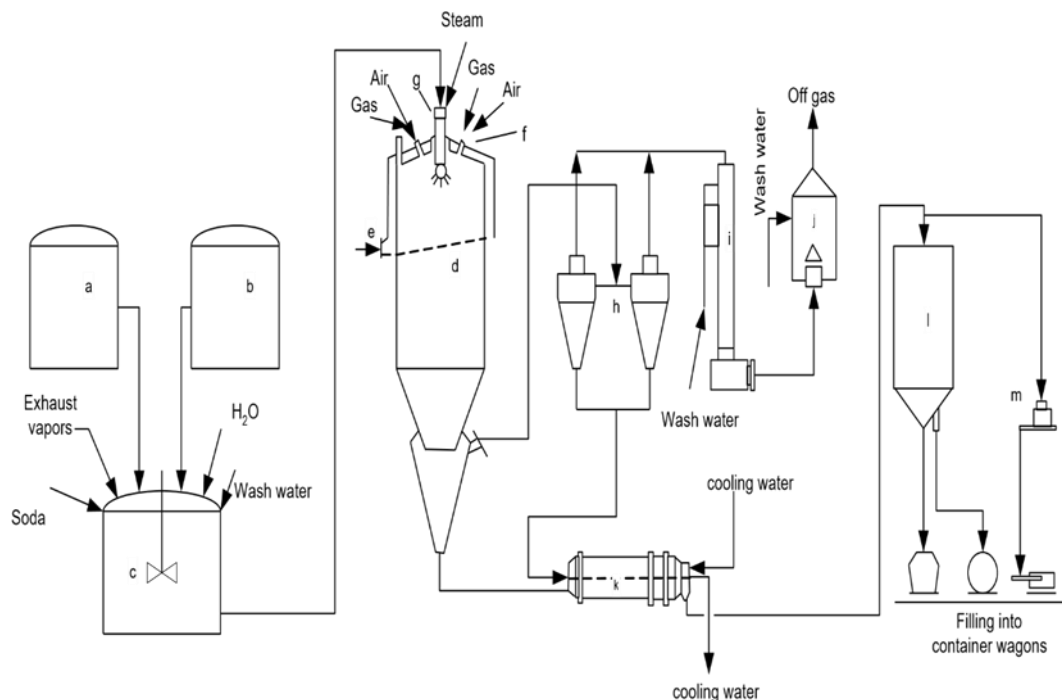 Steam
Gas
Air
g
Air
Gas
f
Off gas
Wash water
e
d
a
b
h
i
j
l
m
Exhaust
vapors
H₂O
Wash water
Soda
c
Wash water
cooling water
k
cooling water
Filling into
container wagons